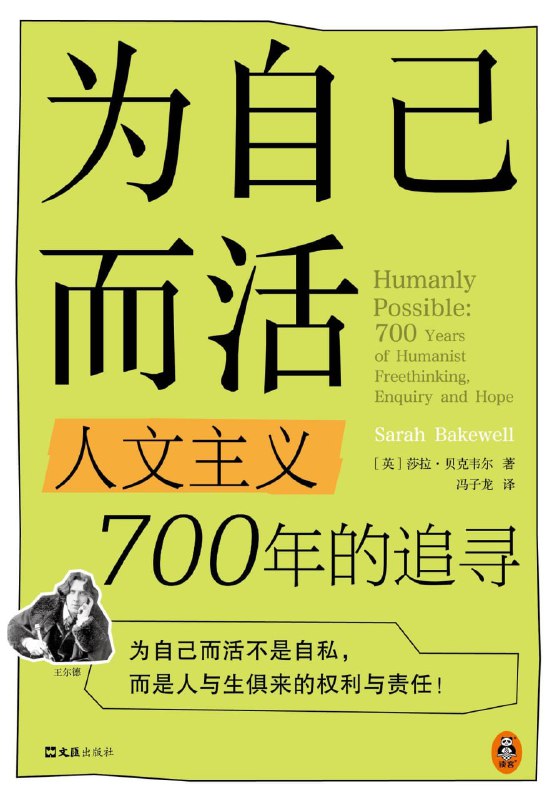 为自己
而活
Humanly
Possible:
700 Years
of Humanist
Freethinking,
Enquiry and Hope
Sarah Bakewell
[英]莎拉·贝克韦尔 著
冯子龙 译
人文主义
700年的追寻
王尔德
为自己而活不是自私，
而是人与生俱来的权利与责任！
文匯出版社
读客